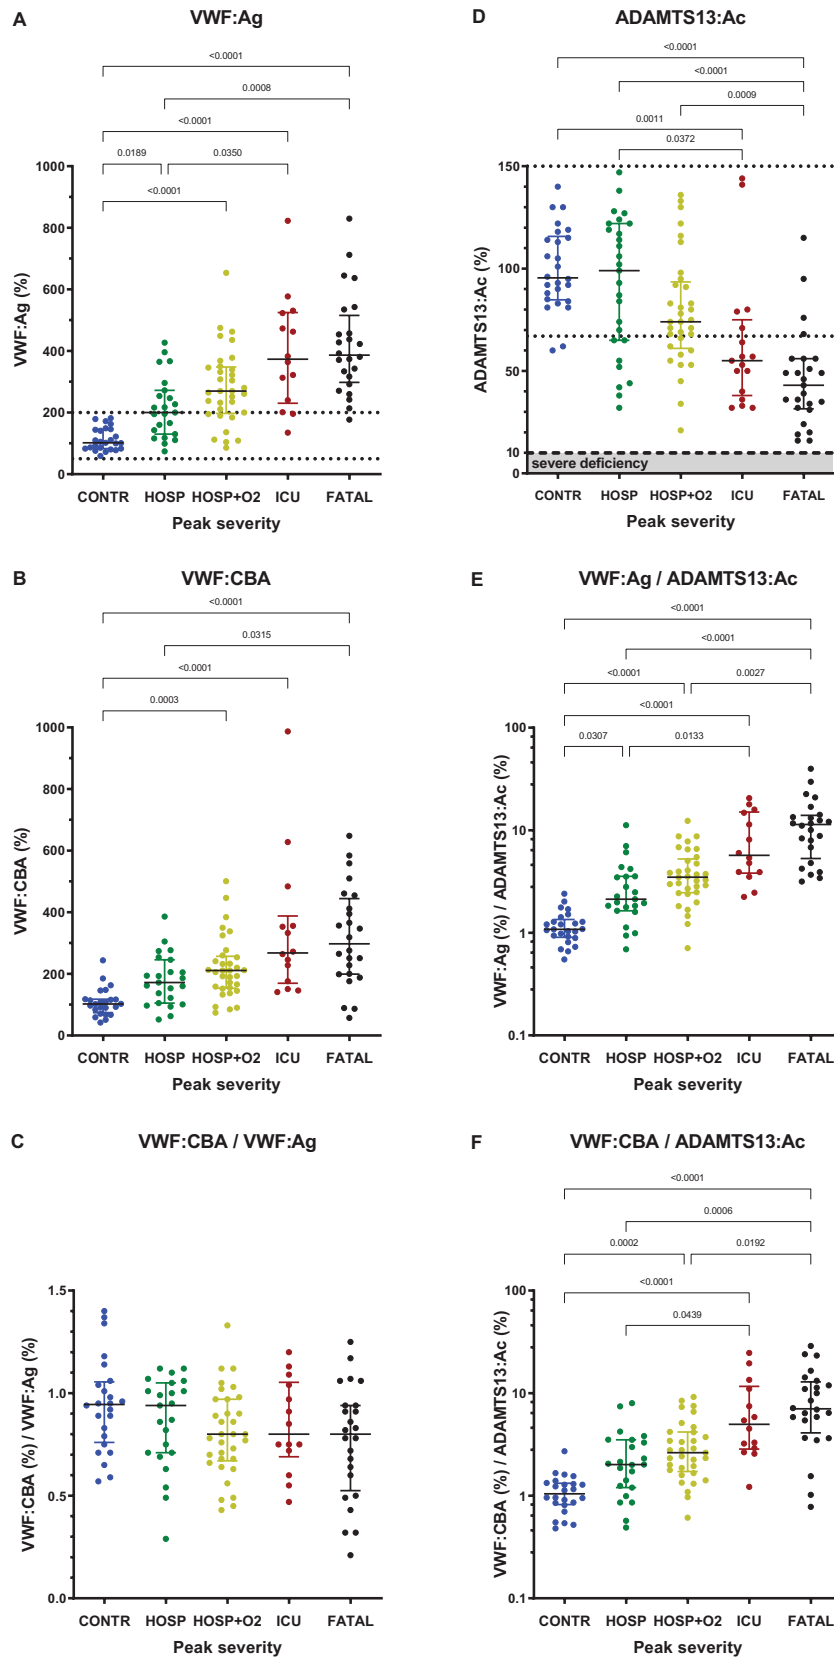 A
VWF:Ag
<0.0001
0.0008
<0.0001
0.0189
0.0350
<0.0001
1000
800
600
400
200
0
VWF:Ag (%)
CONTR HOSP HOSP+O2 ICU FATAL
Peak severity
D
ADAMTS13:Ac
<0.0001
<0.0001
0.0009
0.0011
0.0372
150
100
50
10
0
ADAMTS13:Ac (%)
severe deficiency
CONTR HOSP HOSP+O2 ICU FATAL
Peak severity
B
VWF:CBA
<0.0001
0.0315
<0.0001
0.0003
1000
800
600
400
200
0
VWF:CBA (%)
CONTR HOSP HOSP+O2 ICU FATAL
Peak severity
E
VWF:Ag / ADAMTS13:Ac
<0.0001
<0.0001
<0.0001
0.0027
<0.0001
0.0307
0.0133
100
10
1
0.1
VWF:Ag (%) / ADAMTS13:Ac (%)
CONTR HOSP HOSP+O2 ICU FATAL
Peak severity
C
VWF:CBA / VWF:Ag
1.5
1.0
0.5
0.0
VWF:CBA (%) / VWF:Ag (%)
CONTR HOSP HOSP+O2 ICU FATAL
Peak severity
F
VWF:CBA / ADAMTS13:Ac
<0.0001
0.0006
0.0002
0.0192
<0.0001
0.0439
100
10
1
0.1
VWF:CBA (%) / ADAMTS13:Ac (%)
CONTR HOSP HOSP+O2 ICU FATAL
Peak severity